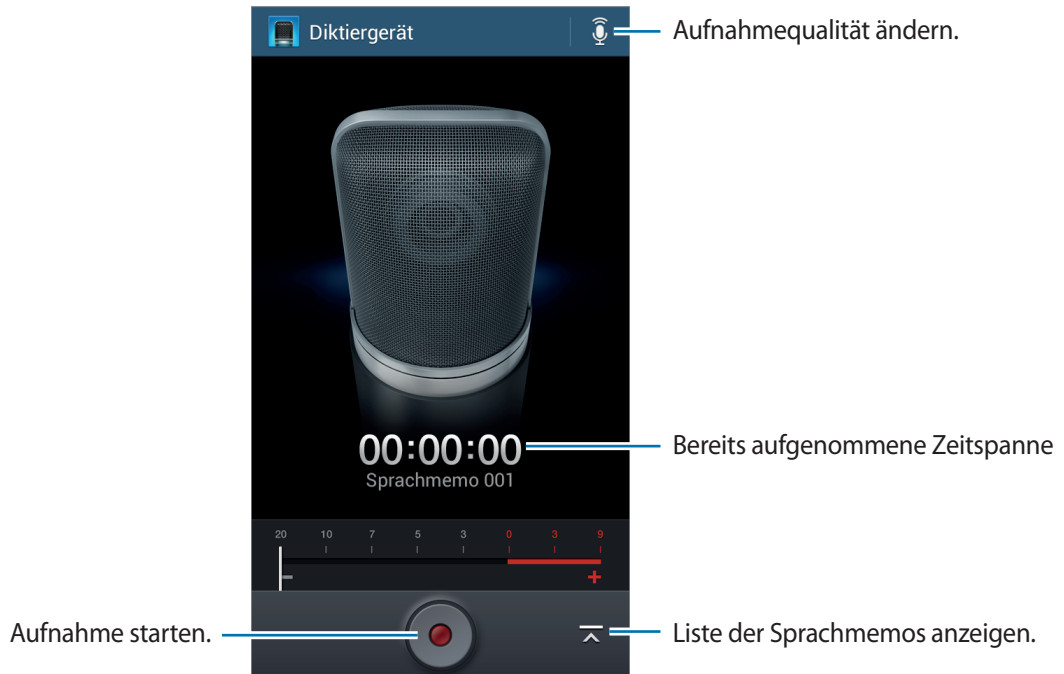 Diktiergerät
Aufnahmequalität ändern.
00:00:00
Bereits aufgenommene Zeitspanne
Sprachmemo 001
20 10 7 5 3 0 3 9
- +
Aufnahme starten.
Liste der Sprachmemos anzeigen.